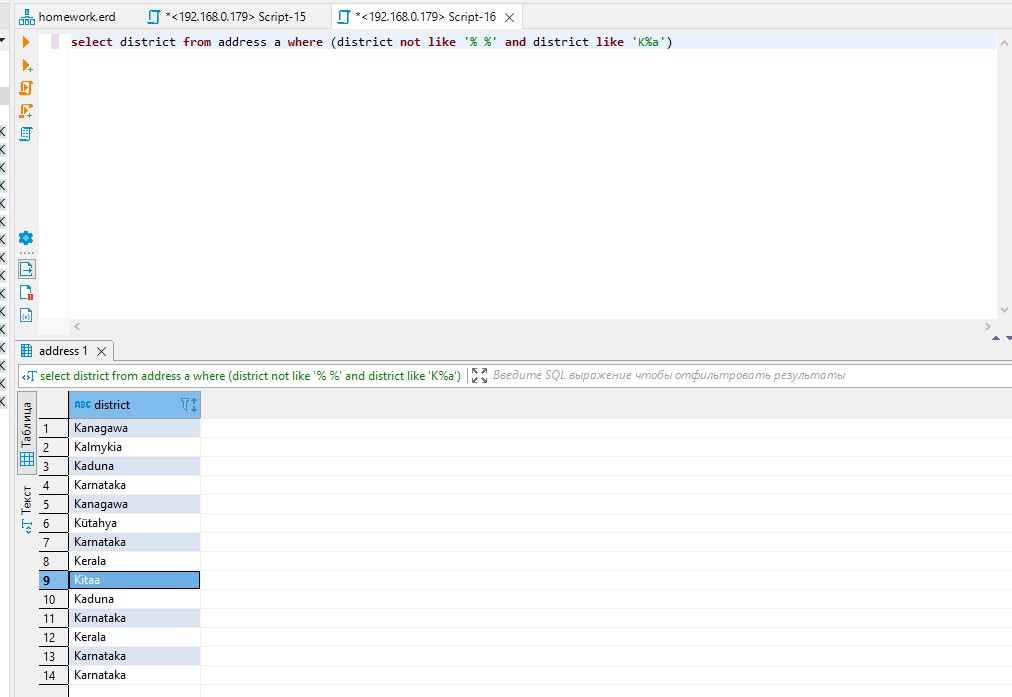 homework.erd
*<192.168.0.179> Script-15
*<192.168.0.179> Script-16
select district from address a where (district not like '% %' and district like 'K%a')
address 1
select district from address a where (district not like '% %' and district like 'K%a')
Введите SQL выражение чтобы отфильтровать результаты
Таблица
Текст
ABC district
1 Kanagawa
2 Kalmykia
3 Kaduna
4 Karnataka
5 Kanagawa
6 Kütahya
7 Karnataka
8 Kerala
9 Kitaa
10 Kaduna
11 Karnataka
12 Kerala
13 Karnataka
14 Karnataka